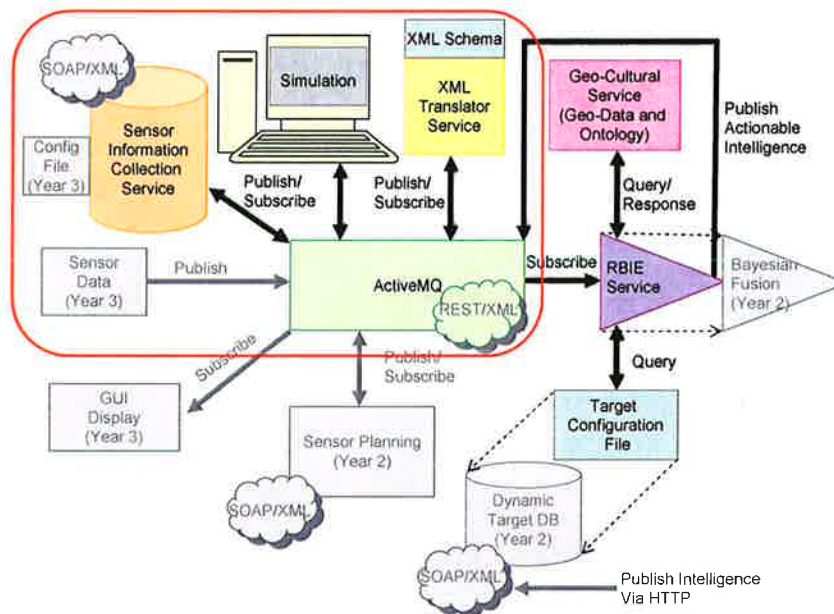 SOAP/XML
Simulation
XML Schema
XML
Translator
Service
Geo-Cultural
Service
(Geo-Data and
Ontology)
Publish
Actionable
Intelligence
Config
File
(Year 3)
Sensor
Information
Collection
Service
Publish/
Subscribe
Publish/
Subscribe
Query/
Response
Sensor
Data
(Year 3)
Publish
ActiveMQ
REST/XML
Subscribe
RBIE
Service
Bayesian
Fusion
(Year 2)
Subscribe
Publish/
Subscribe
Query
GUI
Display
(Year 3)
Sensor Planning
(Year 2)
SOAP/XML
Target
Configuration
File
Dynamic
Target DB
(Year 2)
SOAP/XML
Publish Intelligence
Via HTTP